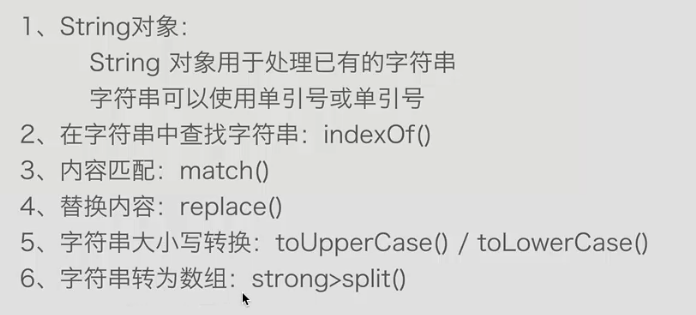 1、String对象：
String 对象用于处理已有的字符串
字符串可以使用单引号或单引号
2、在字符串中查找字符串：indexOf()
3、内容匹配：match()
4、替换内容：replace()
5、字符串大小写转换：toUpperCase() / toLowerCase()
6、字符串转为数组：strong>split()